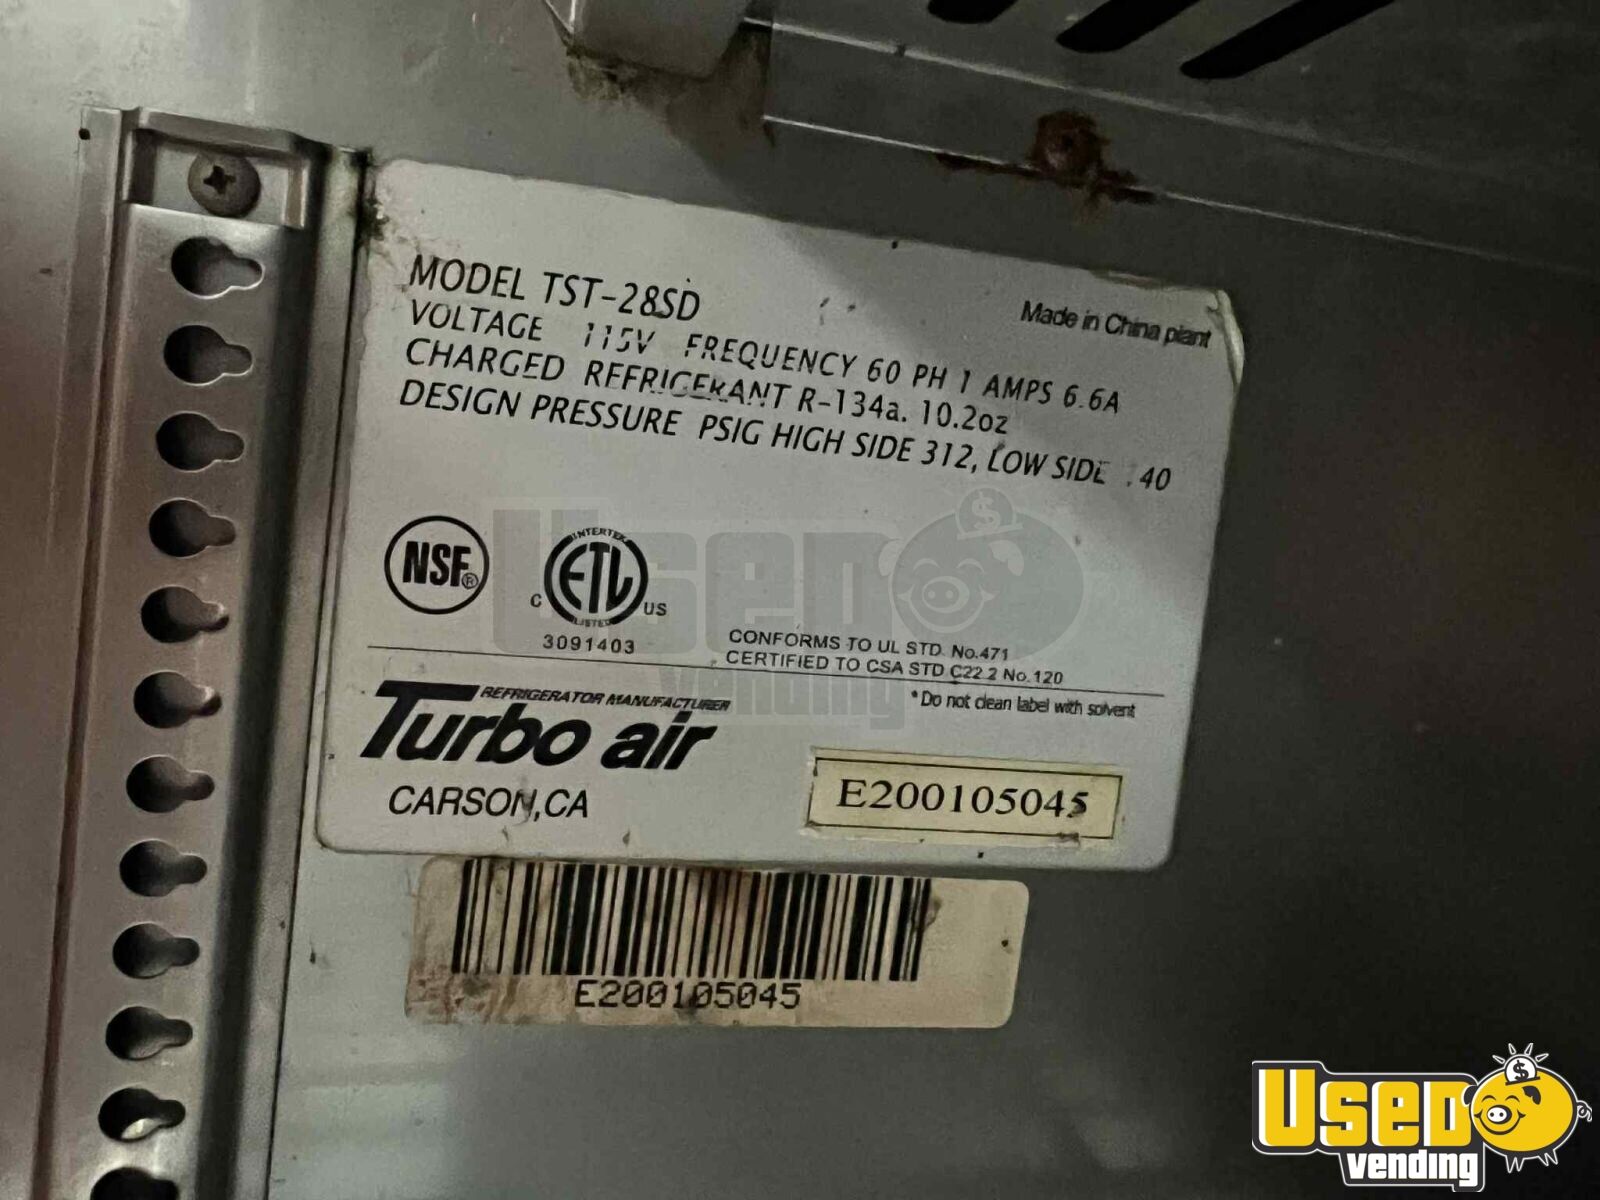 MODEL TST-28SD
Made in China plant
VOLTAGE 115V FREQUENCY 60 PH 1 AMPS 6.6A
CHARGED REFRIGERANT R-134a. 10.2oz
DESIGN PRESSURE PSIG HIGH SIDE 312, LOW SIDE 140
NSF®
INTERTEK
ETL
C US
LISTED
3091403
CONFORMS TO UL STD. No.471
CERTIFIED TO CSA STD C22.2 No.120
*Do not clean label with solvent
REFRIGERATOR MANUFACTURER
Turbo air
CARSON,CA
E200105045
E200105045
USED
vending
$
USED
vending
$